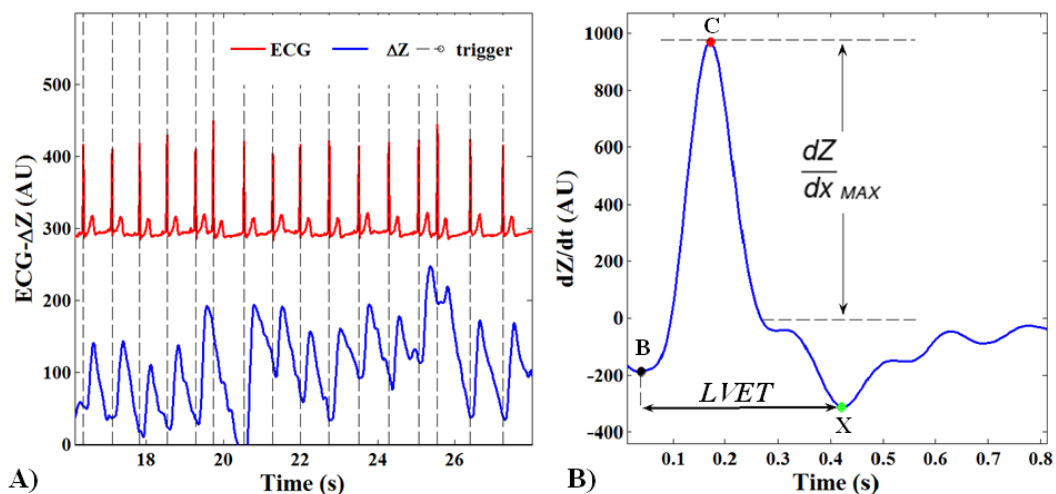 500
400
300
200
100
0
18
20
22
24
26
ECG-ΔZ (AU)
Time (s)
ECG ΔZ trigger
A)
1000
800
600
400
200
0
-200
-400
0.1
0.2
0.3
0.4
0.5
0.6
0.7
0.8
dZ/dt (AU)
Time (s)
C
dZ
dx MAX
B
LVET
X
B)